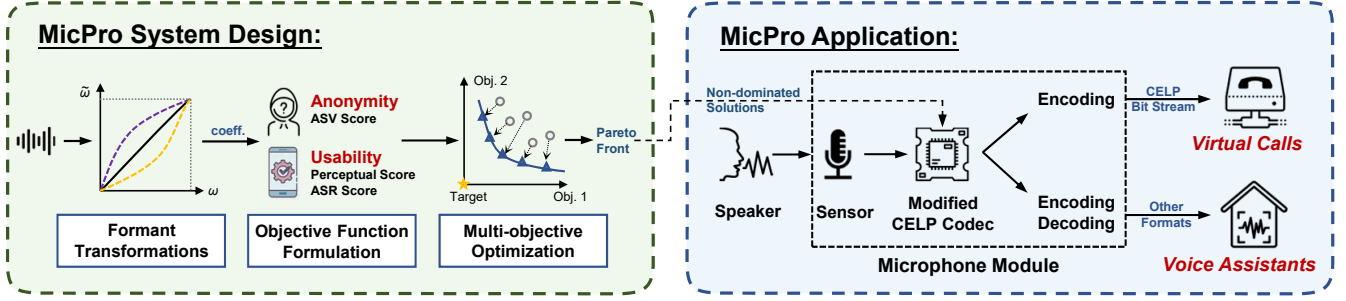 MicPro System Design:
ω̃
ω
coeff.
?
Anonymity
ASV Score
Usability
Perceptual Score
ASR Score
Obj. 2
Target
Obj. 1
Pareto
Front
Formant
Transformations
Objective Function
Formulation
Multi-objective
Optimization
MicPro Application:
Non-dominated
Solutions
Speaker
Sensor
Modified
CELP Codec
Encoding
Encoding
Decoding
Microphone Module
CELP
Bit Stream
Virtual Calls
Other
Formats
Voice Assistants